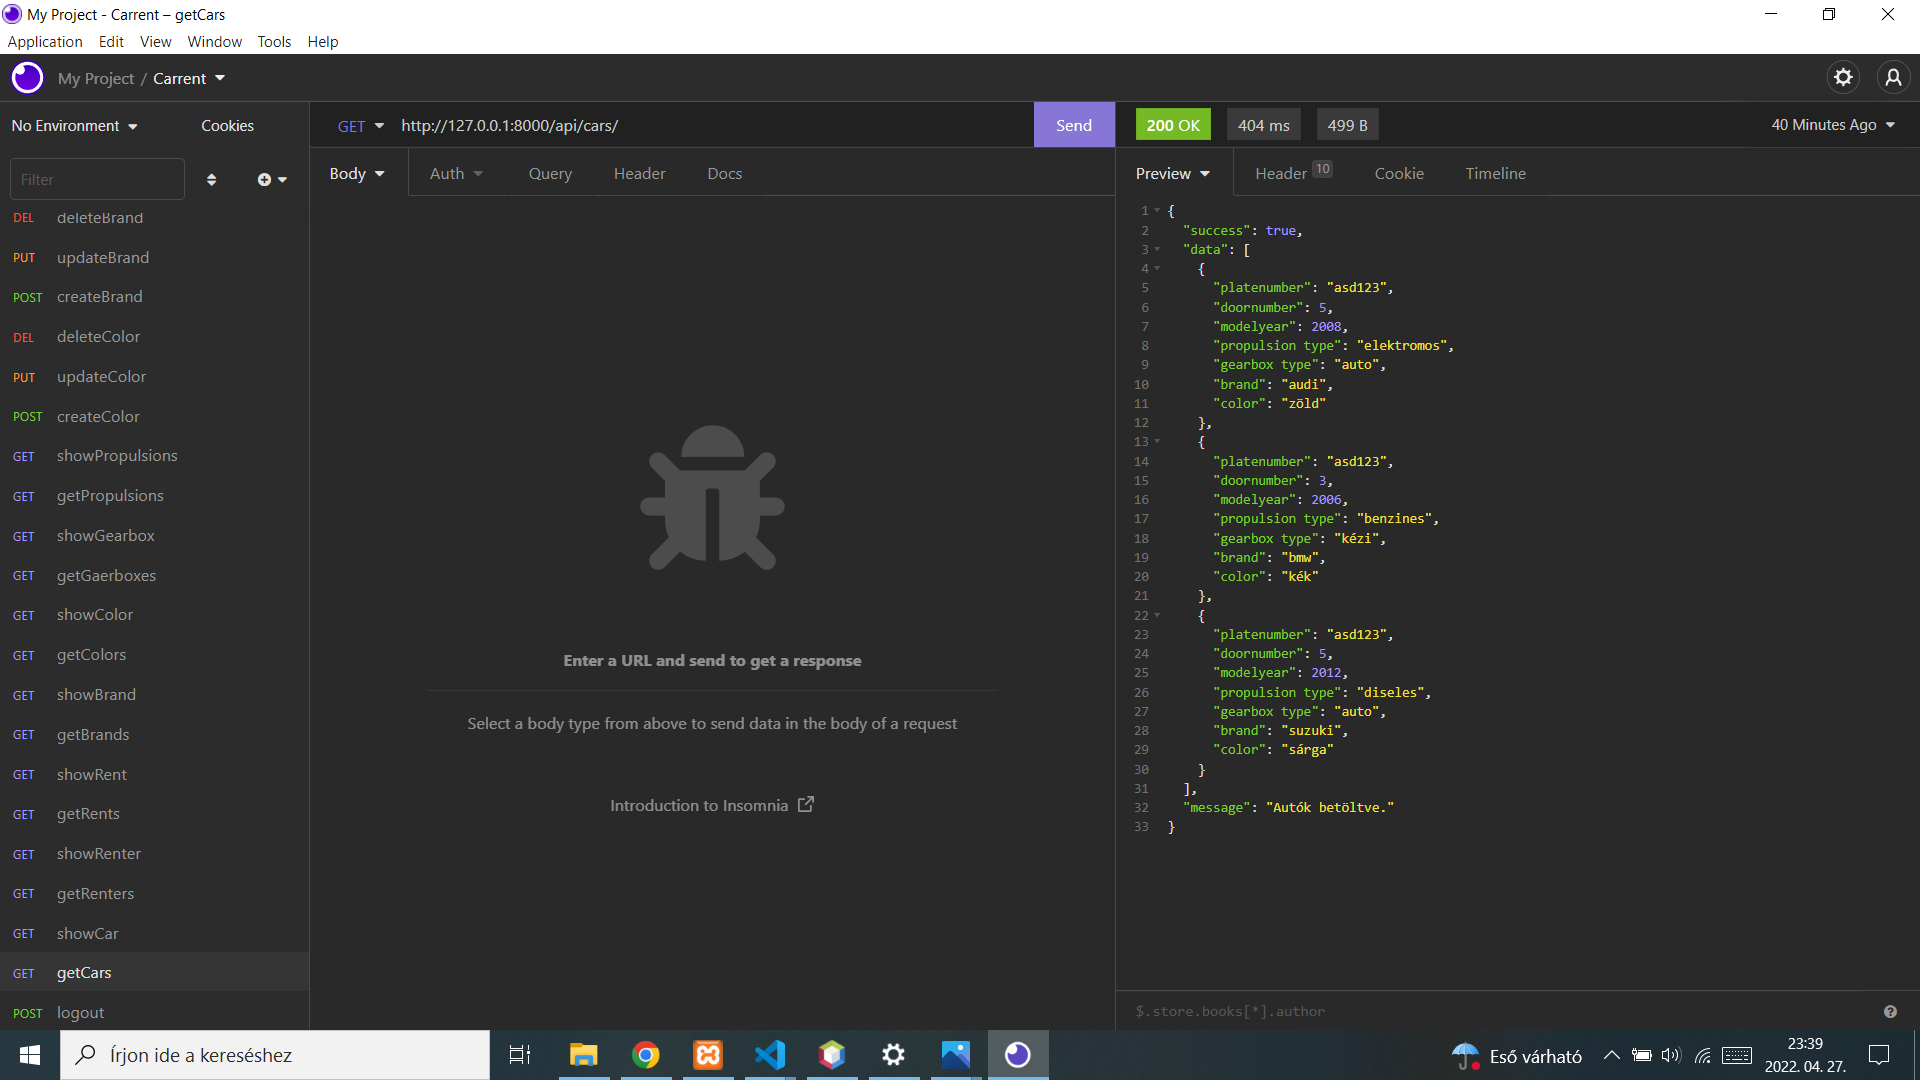 My Project - Carrent – getCars
Application Edit View Window Tools Help
My Project / Carrent
No Environment Cookies
Filter
DEL deleteBrand
PUT updateBrand
POST createBrand
DEL deleteColor
PUT updateColor
POST createColor
GET showPropulsions
GET getPropulsions
GET showGearbox
GET getGaerboxes
GET showColor
GET getColors
GET showBrand
GET getBrands
GET showRent
GET getRents
GET showRenter
GET getRenters
GET showCar
GET getCars
POST logout
GET http://127.0.0.1:8000/api/cars/ Send
Body Auth Query Header Docs
Enter a URL and send to get a response
Select a body type from above to send data in the body of a request
Introduction to Insomnia
200 OK 404 ms 499 B 40 Minutes Ago
Preview Header 10 Cookie Timeline
1 {
2 "success": true,
3 "data": [
4 {
5 "platenumber": "asd123",
6 "doornumber": 5,
7 "modelyear": 2008,
8 "propulsion type": "elektromos",
9 "gearbox type": "auto",
10 "brand": "audi",
11 "color": "zöld"
12 },
13 {
14 "platenumber": "asd123",
15 "doornumber": 3,
16 "modelyear": 2006,
17 "propulsion type": "benzines",
18 "gearbox type": "kézi",
19 "brand": "bmw",
20 "color": "kék"
21 },
22 {
23 "platenumber": "asd123",
24 "doornumber": 5,
25 "modelyear": 2012,
26 "propulsion type": "diseles",
27 "gearbox type": "auto",
28 "brand": "suzuki",
29 "color": "sárga"
30 }
31 ],
32 "message": "Autók betöltve."
33 }
$.store.books[*].author
Írjon ide a kereséshez
Eső várható
23:39
2022. 04. 27.